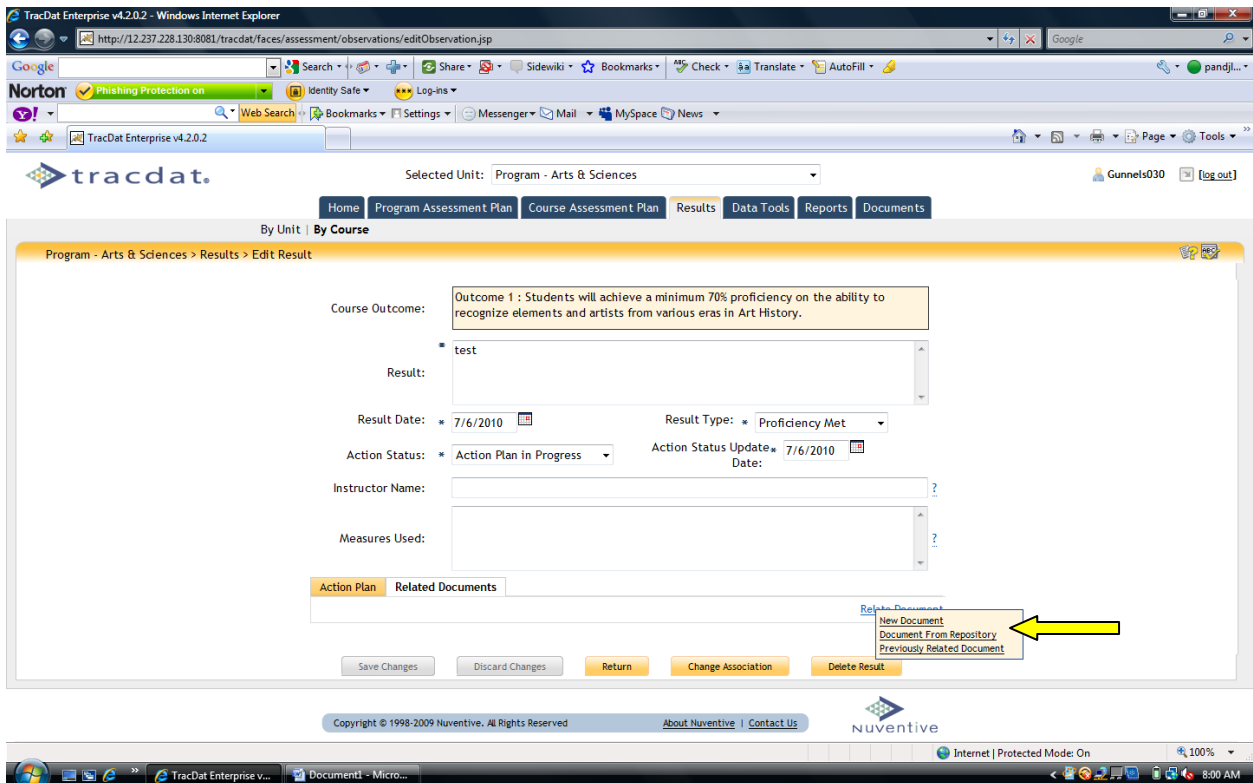 TracDat Enterprise v4.2.0.2 - Windows Internet Explorer
http://12.237.228.130:8081/tracdat/faces/assessment/observations/editObservation.jsp
Google
Google
Search
Share
Sidewiki
Bookmarks
Check
Translate
AutoFill
pandjl...
Norton
Phishing Protection on
Identity Safe
Log-ins
Y!
Web Search
Bookmarks
Settings
Messenger
Mail
MySpace
News
TracDat Enterprise v4.2.0.2
Page
Tools
tracdat.
Selected Unit: Program - Arts & Sciences
Gunnels030 [log out]
Home Program Assessment Plan Course Assessment Plan Results Data Tools Reports Documents
By Unit | By Course
Program - Arts & Sciences > Results > Edit Result
Course Outcome:
Outcome 1 : Students will achieve a minimum 70% proficiency on the ability to
recognize elements and artists from various eras in Art History.
* test
Result:
Result Date: * 7/6/2010
Result Type: * Proficiency Met
Action Status: * Action Plan in Progress
Action Status Update * 7/6/2010
Date:
Instructor Name:
?
Measures Used:
?
Action Plan Related Documents
Relate Document
New Document
Document From Repository
Previously Related Document
Save Changes Discard Changes Return Change Association Delete Result
Copyright © 1998-2009 Nuventive. All Rights Reserved About Nuventive | Contact Us
nuventive
Internet | Protected Mode: On 100%
TracDat Enterprise v... Document1 - Micro... 8:00 AM